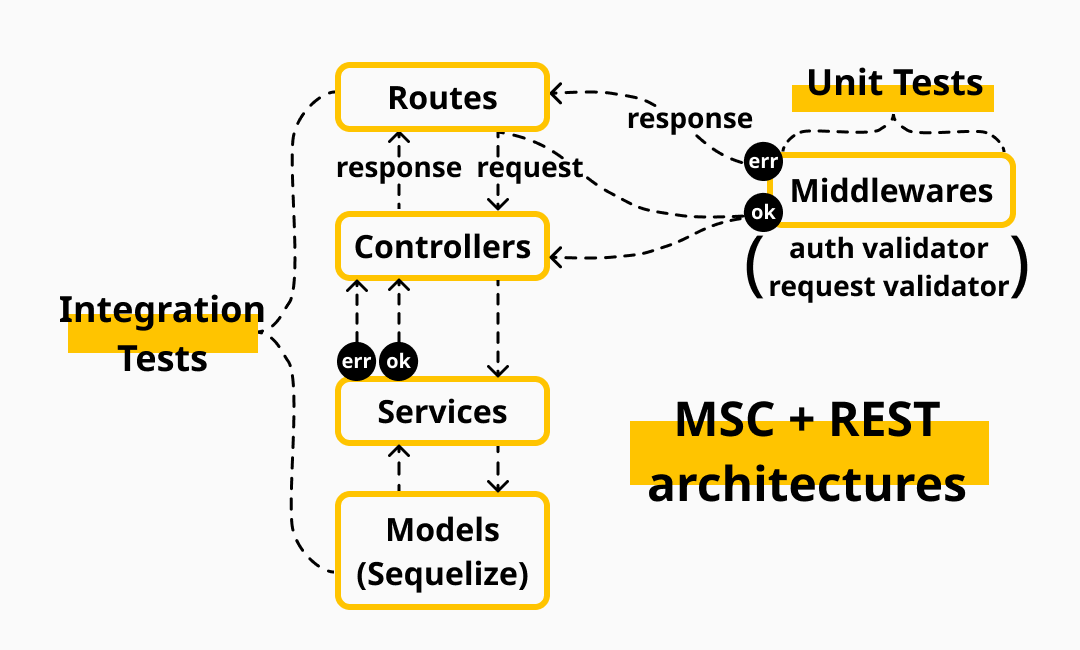 Unit Tests
Routes
response
response
request
err
Middlewares
ok
Controllers
( auth validator
request validator )
Integration
Tests
err
ok
Services
MSC + REST
architectures
Models
(Sequelize)